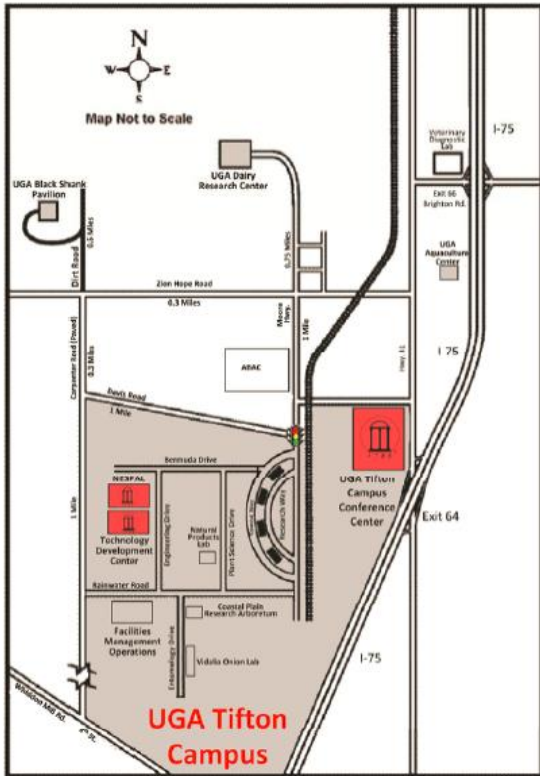 N
W
E
S
Map Not to Scale
I-75
Veterinary
Diagnostic
Lab
UGA Dairy
Research Center
UGA Black Shank
Pavilion
Exit 66
Brighton Rd.
0.5 Miles
Dirt Road
0.75 Miles
UGA
Aquaculture
Center
Zion Hope Road
0.3 Miles
Moore
Hwy.
1 Mile
Carpenter Road (Paved)
0.3 Miles
ABAC
Hwy. 41
I-75
Davis Road
1 Mile
Bermuda Drive
UGA Tifton
Campus
Conference
Center
NESPAL
1 Mile
Technology
Development
Center
Engineering Drive
Natural
Products
Lab
Plant Science Drive
Research Way
Exit 64
Rainwater Road
Coastal Plain
Research Arboretum
Facilities
Management
Operations
Entomology Drive
Vidalia Onion Lab
I-75
Whiddon Mill Rd.
UGA Tifton
Campus